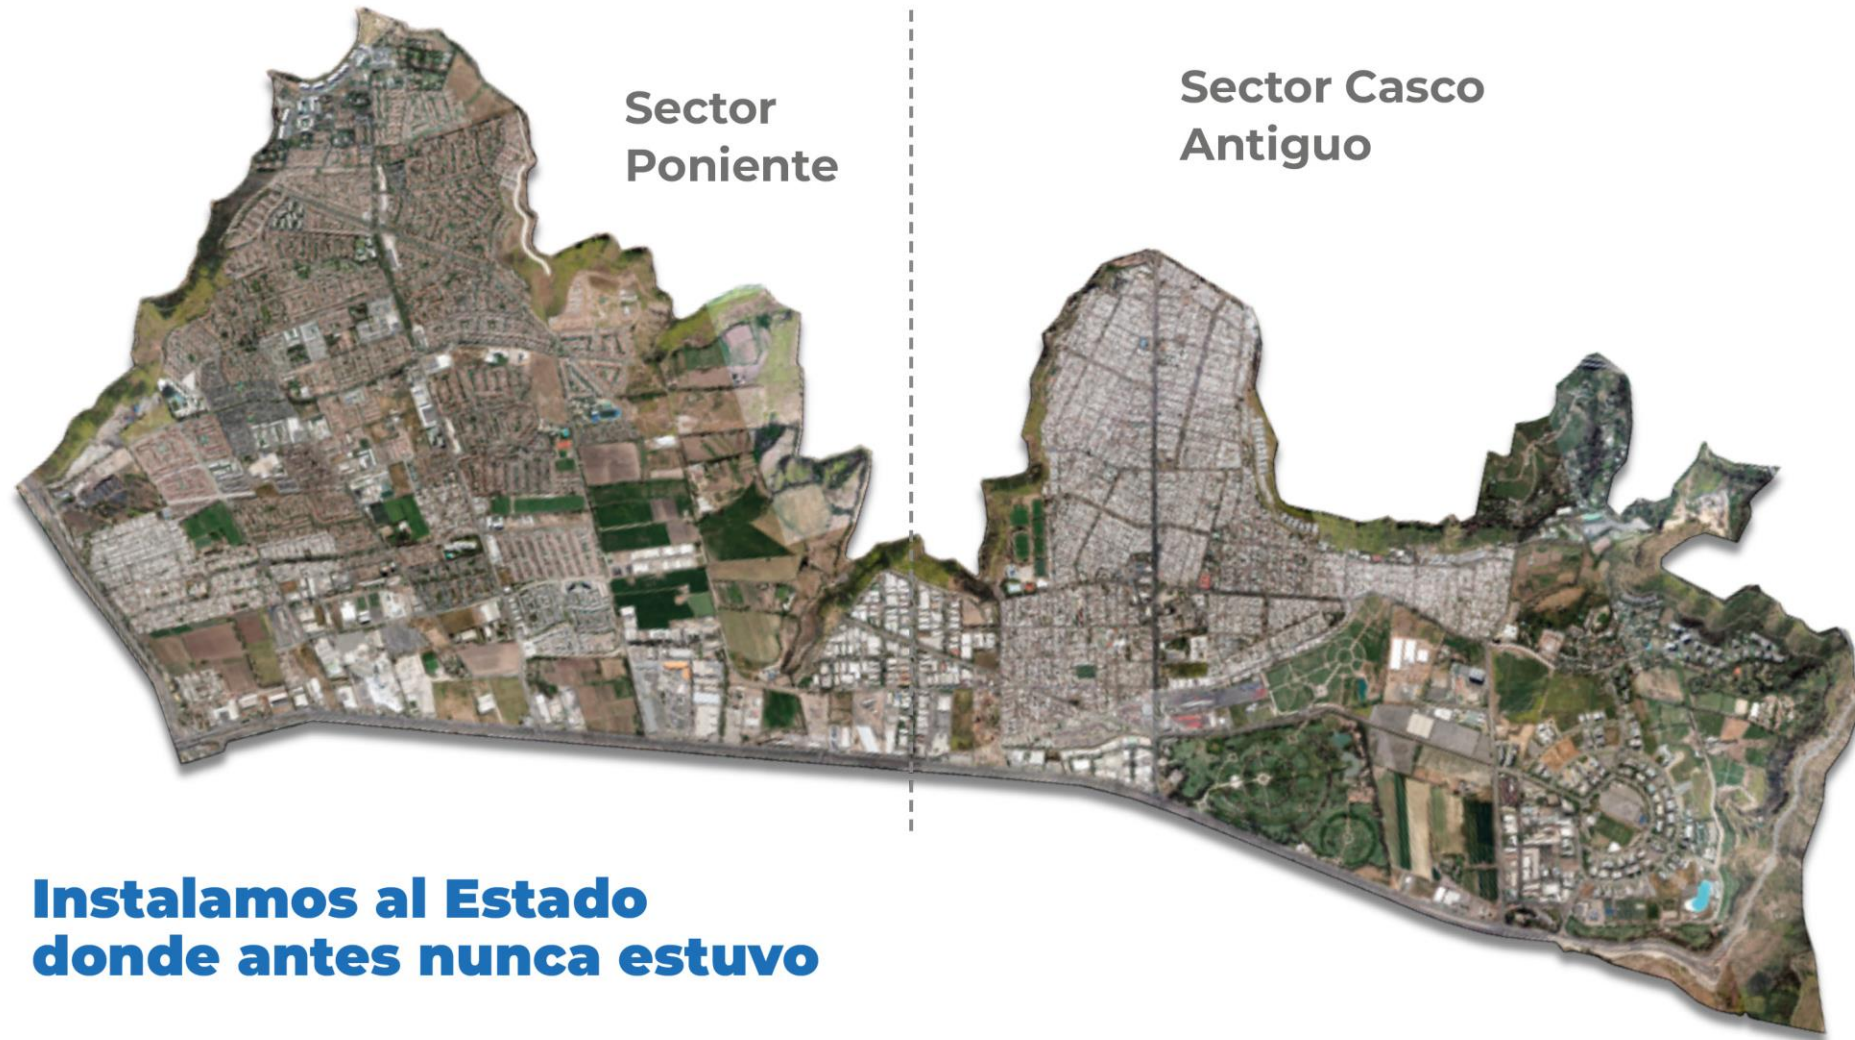 Sector
Poniente
Sector Casco
Antiguo
Instalamos al Estado
donde antes nunca estuvo